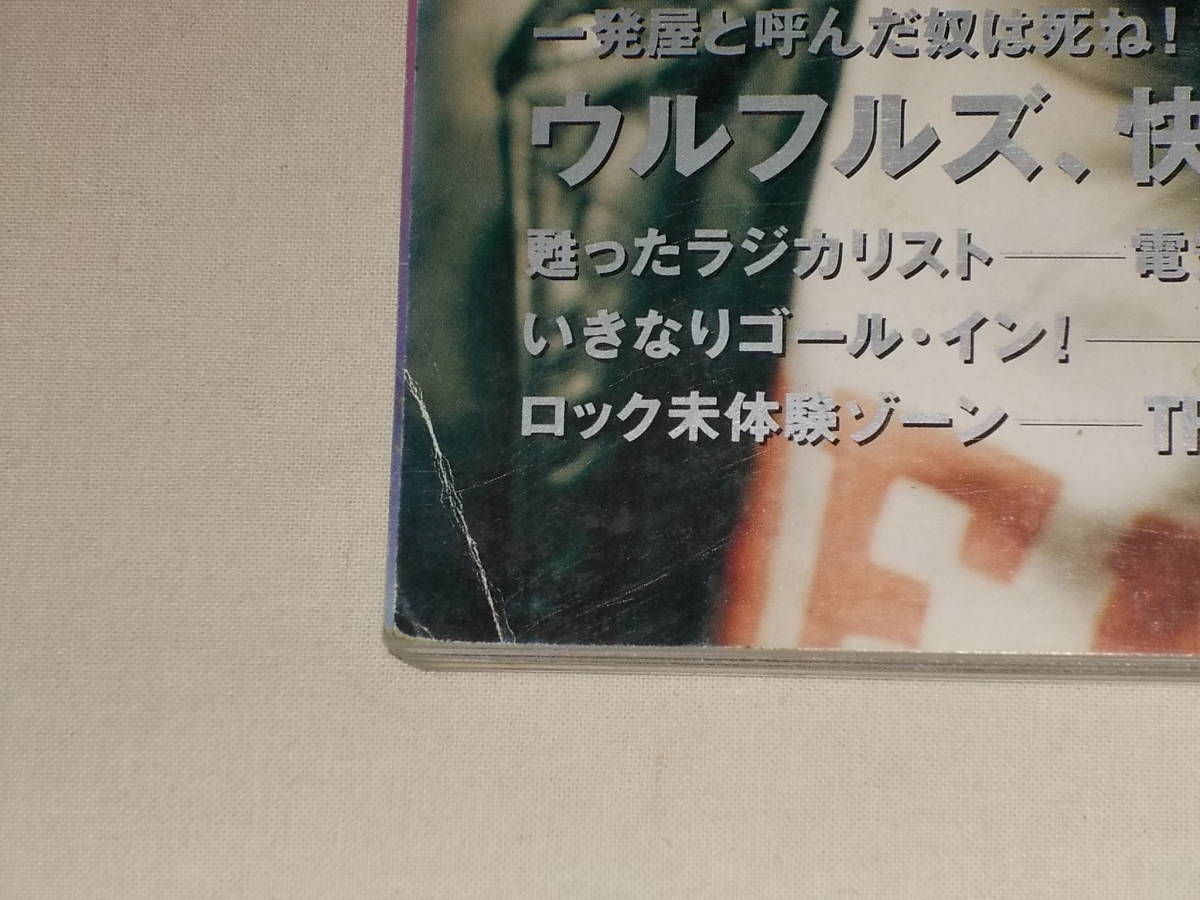 一発屋と呼んだ奴は死ね!
ウルフルズ、快
甦ったラジカリスト——電
いきなりゴール・イン!——
ロック未体験ゾーン——TH